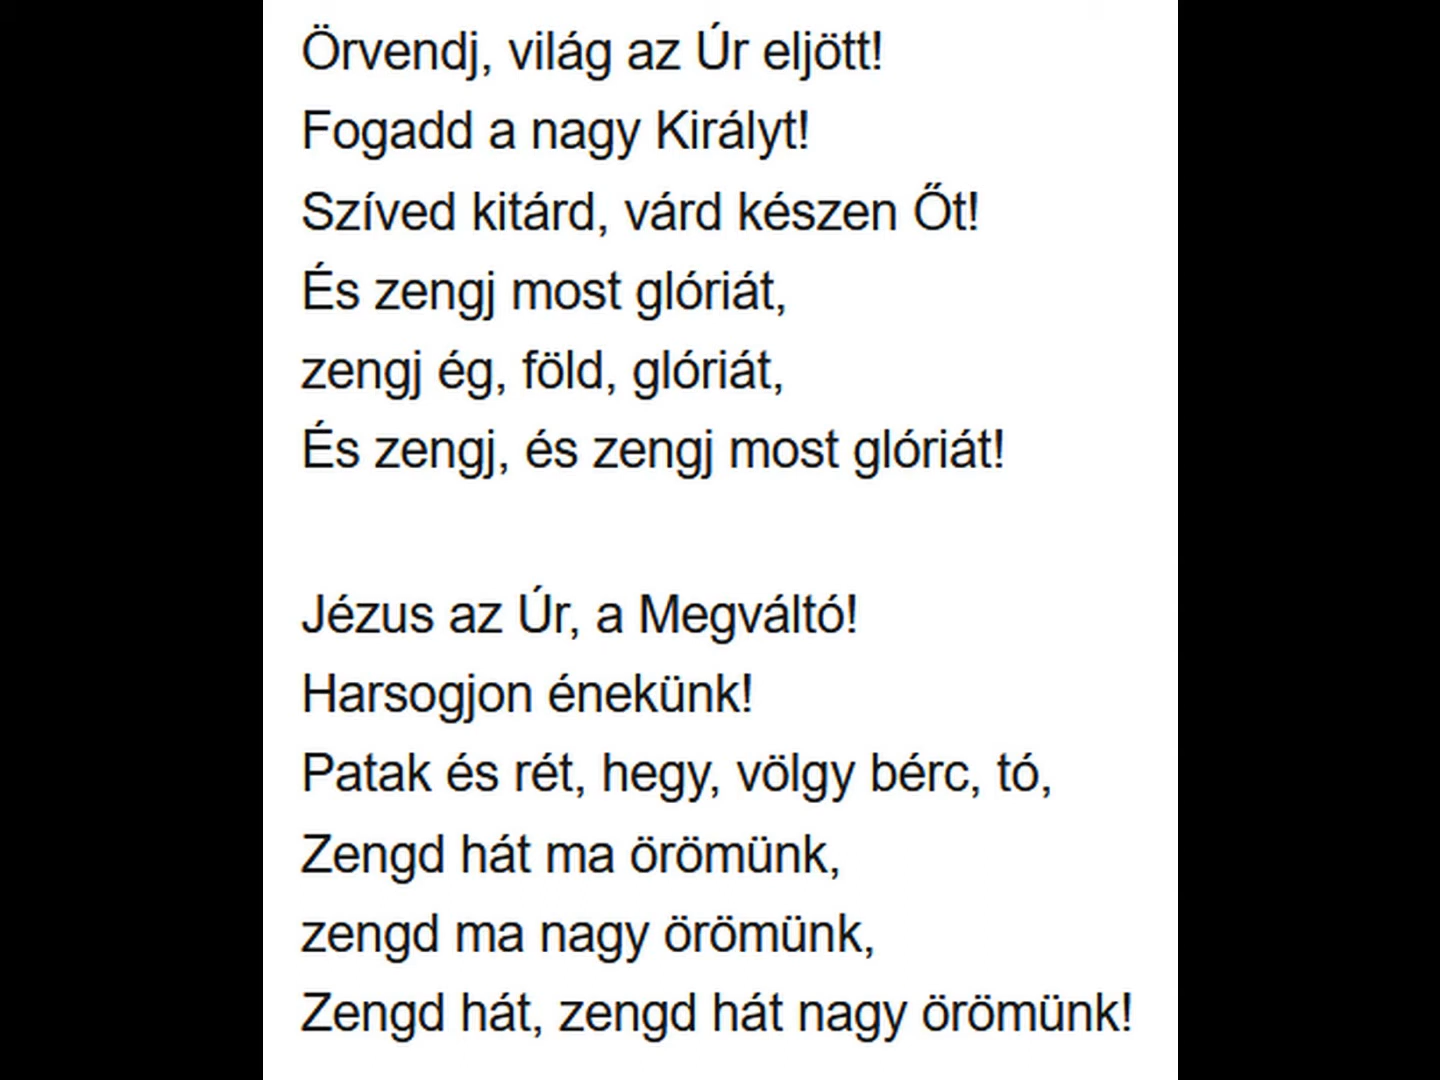 Örvendj, világ az Úr eljött!
Fogadd a nagy Királyt!
Szíved kitárd, várd készen Őt!
És zengj most glóriát,
zengj ég, föld, glóriát,
És zengj, és zengj most glóriát!
Jézus az Úr, a Megváltó!
Harsogjon énekünk!
Patak és rét, hegy, völgy bérc, tó,
Zengd hát ma örömünk,
zengd ma nagy örömünk,
Zengd hát, zengd hát nagy örömünk!